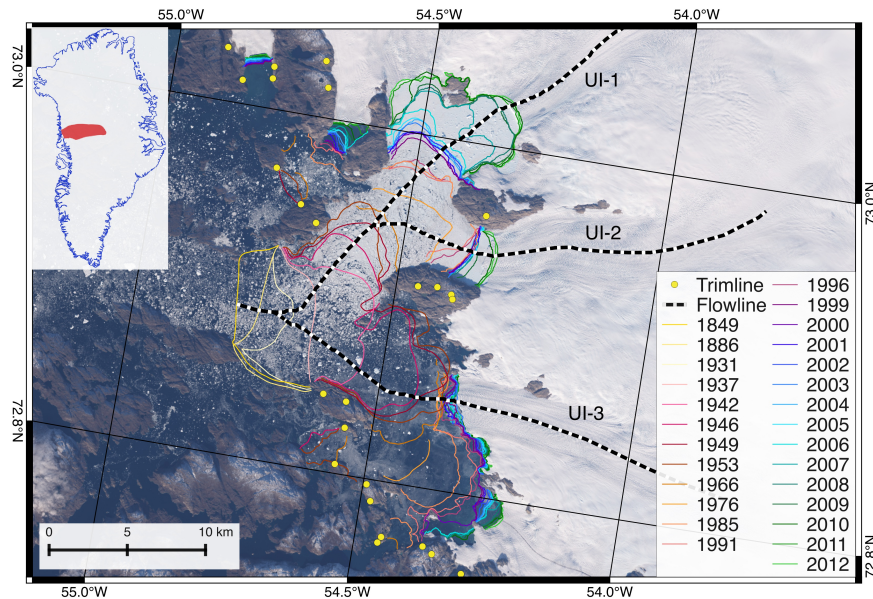 55.0°W 54.5°W 54.0°W
73.0°N
UI-1
UI-2
UI-3
73.0°N
72.8°N
72.8°N
Trimline
Flowline
1849
1886
1931
1937
1942
1946
1949
1953
1966
1976
1985
1991
1996
1999
2000
2001
2002
2003
2004
2005
2006
2007
2008
2009
2010
2011
2012
0 5 10 km
55.0°W 54.5°W 54.0°W